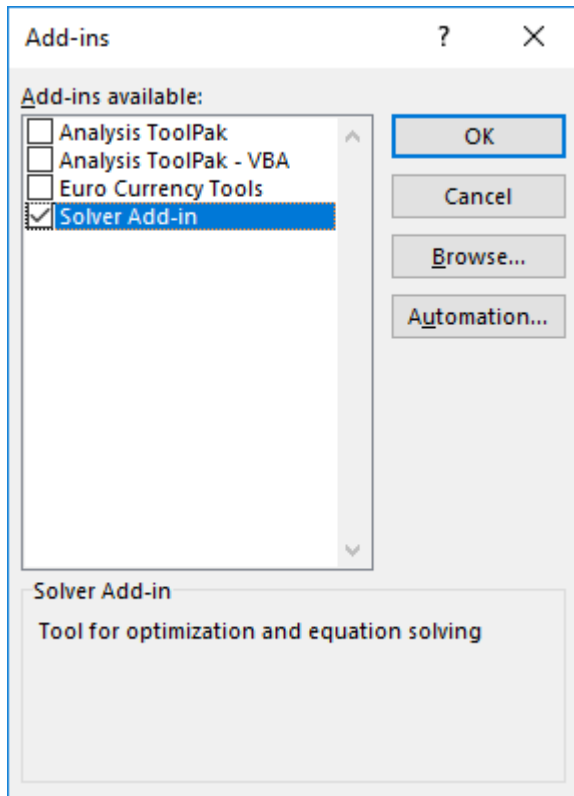 Add-ins ?
Add-ins available:
Analysis ToolPak
Analysis ToolPak - VBA
Euro Currency Tools
Solver Add-in
OK
Cancel
Browse...
Automation...
Solver Add-in
Tool for optimization and equation solving